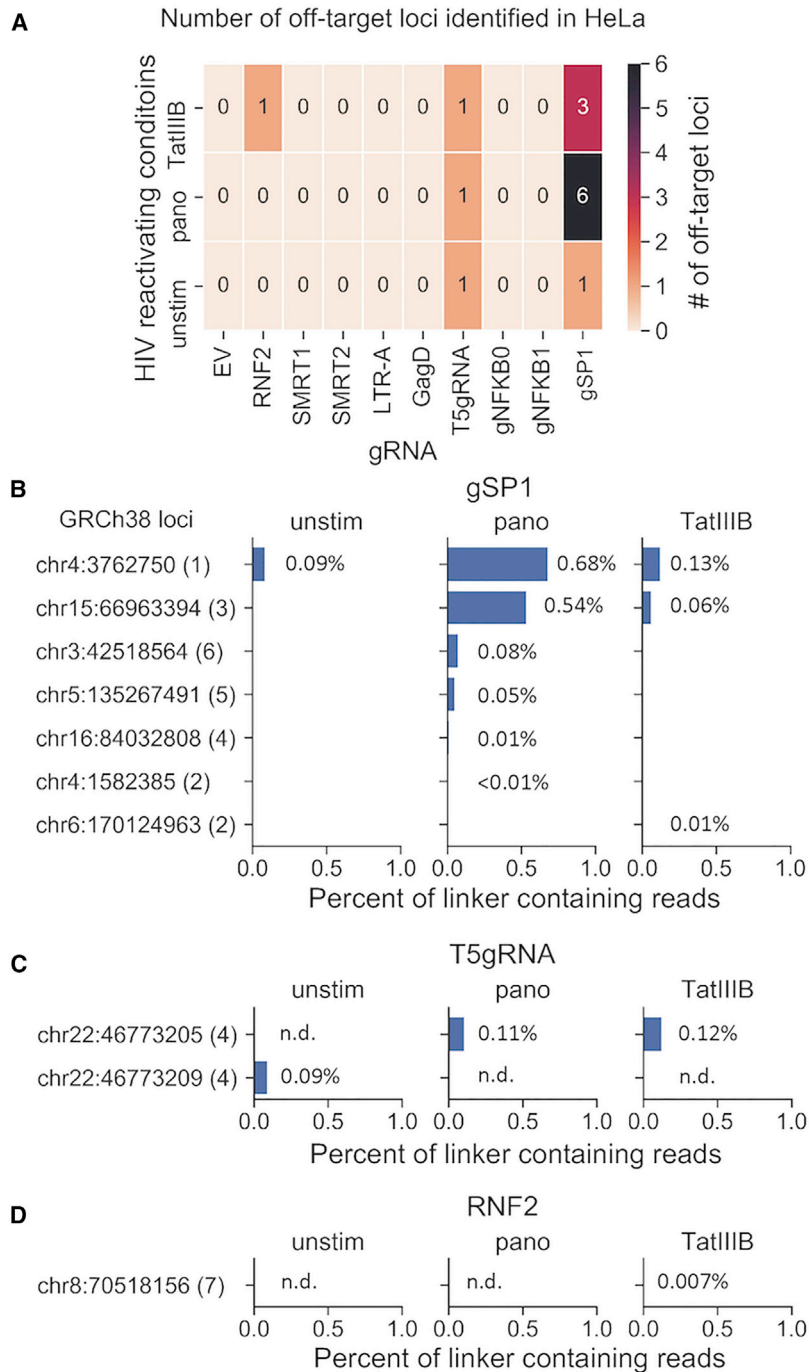 A
Number of off-target loci identified in HeLa
HIV reactivating conditoins
TatIIIB
pano
unstim
0 1 0 0 0 0 1 0 0 3
0 0 0 0 0 0 1 0 0 6
0 0 0 0 0 0 1 0 0 1
EV RNF2 SMRT1 SMRT2 LTR-A GagD T5gRNA gNFKB0 gNFKB1 gSP1
gRNA
6
5
4
3
2
1
0
# of off-target loci
B
gSP1
GRCh38 loci unstim pano TatIIIB
chr4:3762750 (1) 0.09% 0.68% 0.13%
chr15:66963394 (3) 0.54% 0.06%
chr3:42518564 (6) 0.08%
chr5:135267491 (5) 0.05%
chr16:84032808 (4) 0.01%
chr4:1582385 (2) <0.01%
chr6:170124963 (2) 0.01%
0.0 0.5 1.0 0.0 0.5 1.0 0.0 0.5 1.0
Percent of linker containing reads
C
T5gRNA
unstim pano TatIIIB
chr22:46773205 (4) n.d. 0.11% 0.12%
chr22:46773209 (4) 0.09% n.d. n.d.
0.0 0.5 1.0 0.0 0.5 1.0 0.0 0.5 1.0
Percent of linker containing reads
D
RNF2
unstim pano TatIIIB
chr8:70518156 (7) n.d. n.d. 0.007%
0.0 0.5 1.0 0.0 0.5 1.0 0.0 0.5 1.0
Percent of linker containing reads